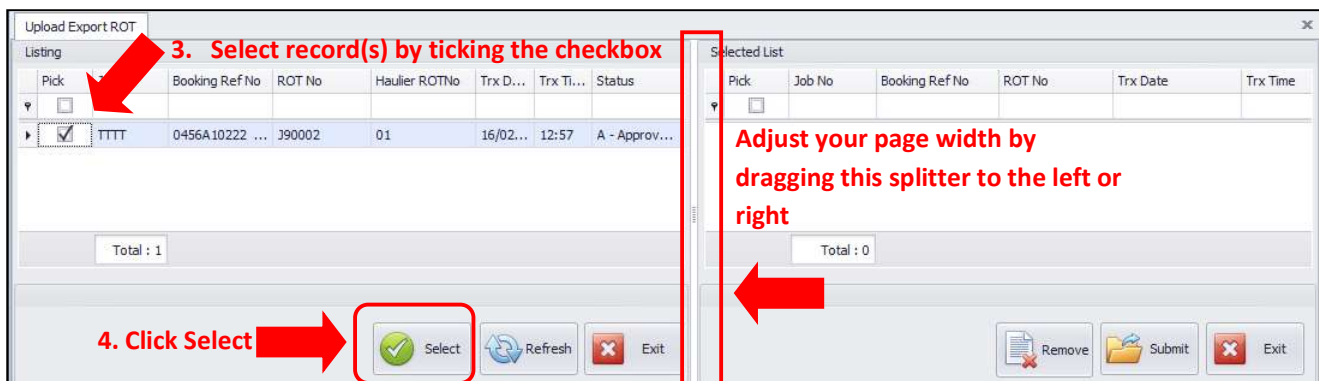 Upload Export ROT
Listing
3. Select record(s) by ticking the checkbox
Selected List
Pick Booking Ref No ROT No Haulier ROTNo Trx D... Trx Ti... Status
Pick Job No Booking Ref No ROT No Trx Date Trx Time
TTTT 0456A10222 ... J90002 01 16/02... 12:57 A - Approv...
Adjust your page width by
dragging this splitter to the left or
right
Total : 1
Total : 0
4. Click Select
Select
Refresh
Exit
Remove
Submit
Exit